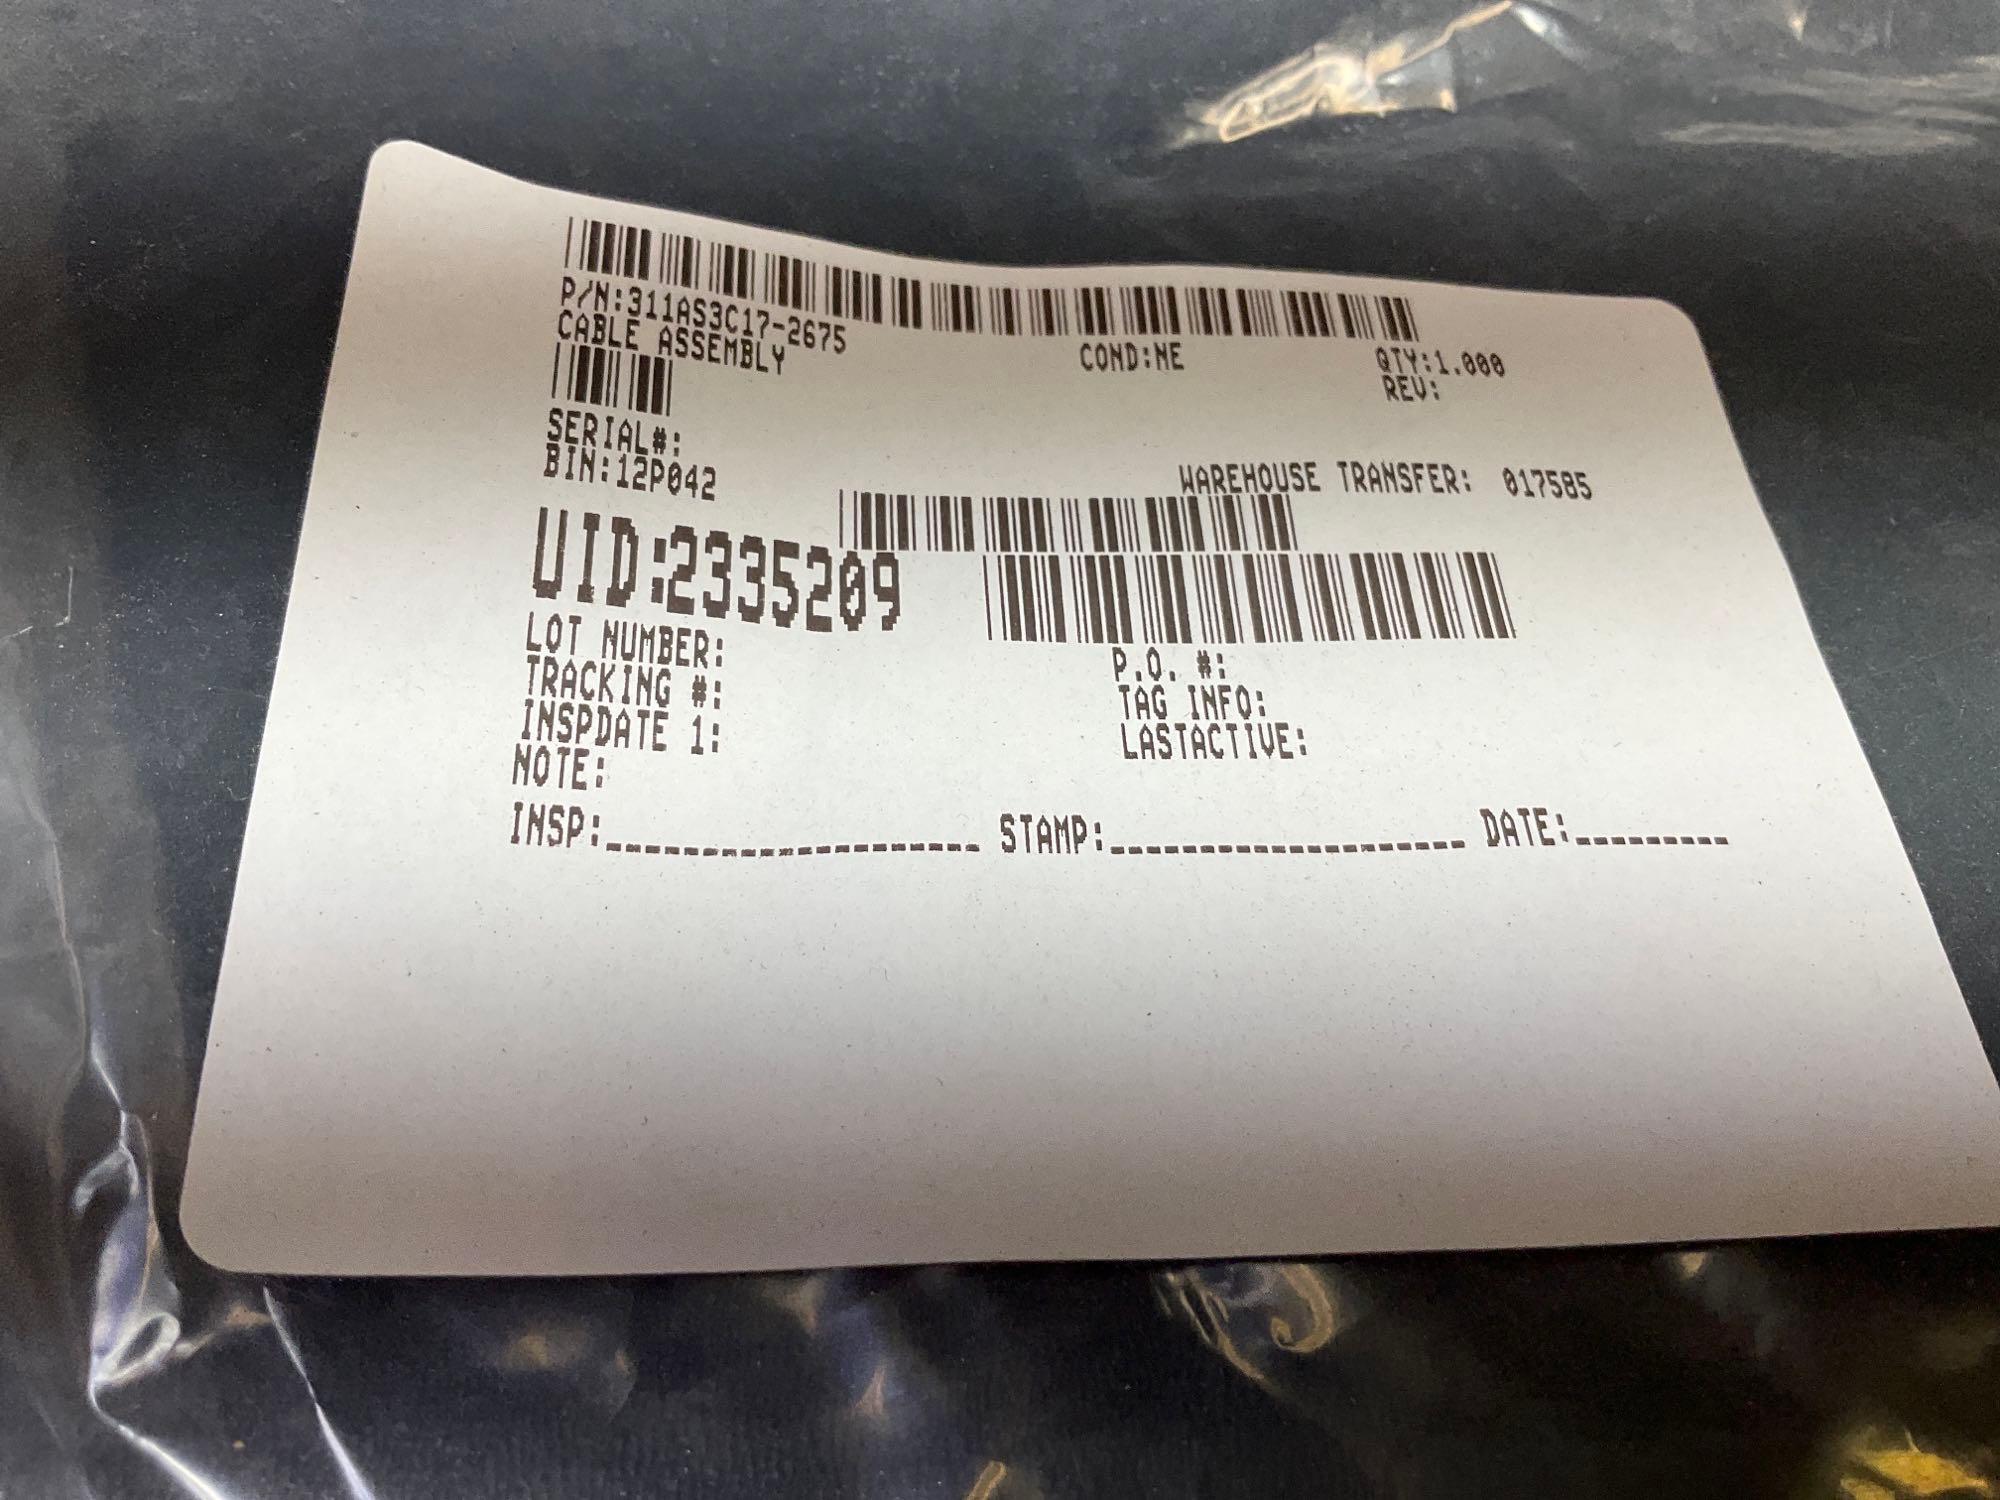 P/N:311AS3C17-2675
CABLE ASSEMBLY COND:NE QTY:1.000
REV:
SERIAL#:
BIN:12P042 WAREHOUSE TRANSFER: 017585
UID:2335209
LOT NUMBER: P.O. #:
TRACKING #: TAG INFO:
INSPDATE 1: LASTACTIVE:
NOTE:
INSP:____________________ STAMP:____________________ DATE:_________